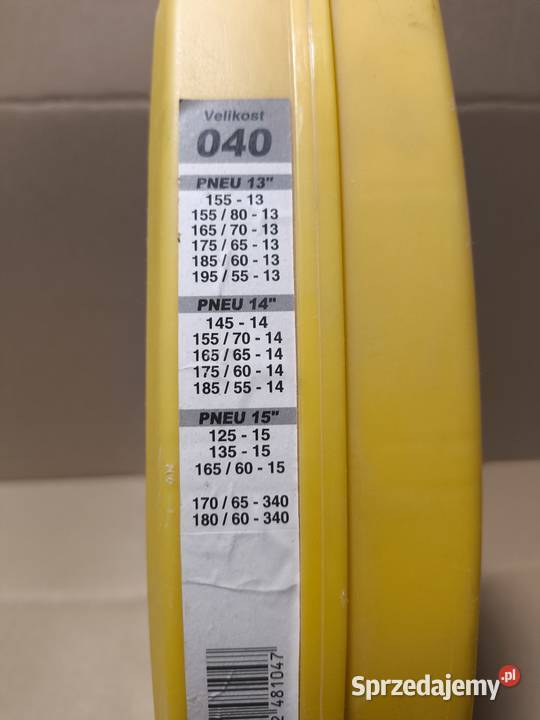 Velikost
040
PNEU 13"
155 - 13
155 / 80 - 13
165 / 70 - 13
175 / 65 - 13
185 / 60 - 13
195 / 55 - 13
PNEU 14"
145 - 14
155 / 70 - 14
165 / 65 - 14
175 / 60 - 14
185 / 55 - 14
PNEU 15"
125 - 15
135 - 15
165 / 60 - 15
170 / 65 - 340
180 / 60 - 340
2 481047
Sprzedajemy.pl